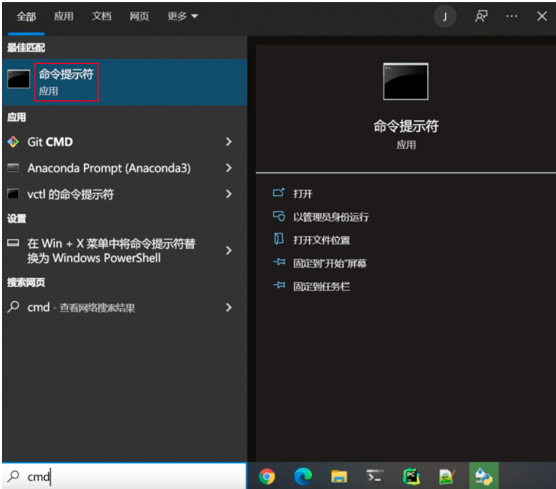 全部 应用 文档 网页 更多 J
最佳匹配
命令提示符
应用
应用
Git CMD
Anaconda Prompt (Anaconda3)
vctl 的命令提示符
设置
在 Win + X 菜单中将命令提示符替
换为 Windows PowerShell
搜索网页
cmd - 查看网络搜索结果
命令提示符
应用
打开
以管理员身份运行
打开文件位置
固定到"开始"屏幕
固定到任务栏
cmd